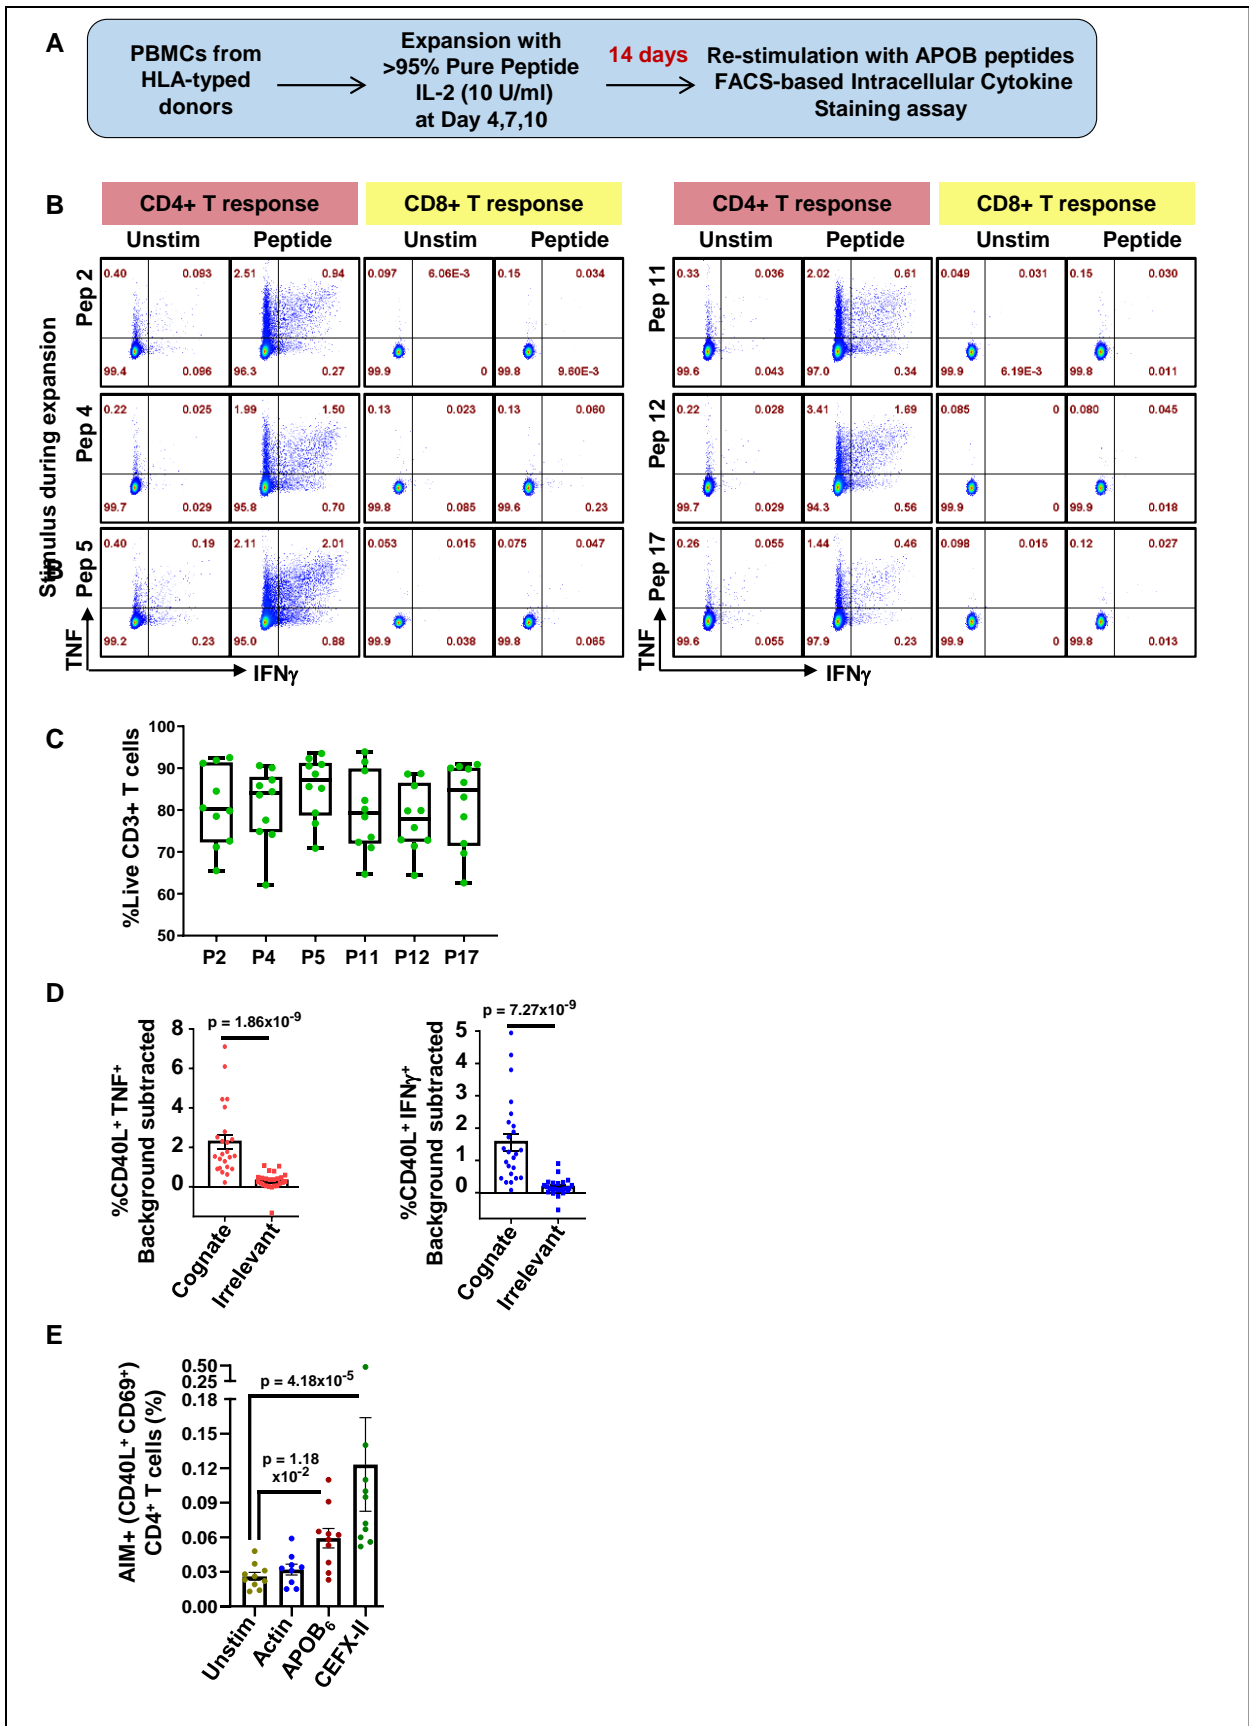 A
PBMCs from
HLA-typed
donors
Expansion with
>95% Pure Peptide
IL-2 (10 U/ml)
at Day 4,7,10
14 days
Re-stimulation with APOB peptides
FACS-based Intracellular Cytokine
Staining assay
B
CD4+ T response
CD8+ T response
CD4+ T response
CD8+ T response
Unstim
Peptide
Unstim
Peptide
Unstim
Peptide
Unstim
Peptide
Stimulus during expansion
B
Pep 2
0.40 0.093 2.51 0.94 0.097 6.06E-3 0.15 0.034
99.4 0.096 96.3 0.27 99.9 0 99.8 9.60E-3
Pep 4
0.22 0.025 1.99 1.50 0.13 0.023 0.13 0.060
99.7 0.029 95.8 0.70 99.8 0.085 99.6 0.23
Pep 5
0.40 0.19 2.11 2.01 0.053 0.015 0.075 0.047
99.2 0.23 95.0 0.88 99.9 0.038 99.8 0.065
TNF
IFNγ
Pep 11
0.33 0.036 2.02 0.61 0.049 0.031 0.15 0.030
99.6 0.043 97.0 0.34 99.9 6.19E-3 99.8 0.011
Pep 12
0.22 0.028 3.41 1.69 0.085 0 0.080 0.045
99.7 0.029 94.3 0.56 99.9 0 99.9 0.018
Pep 17
0.26 0.055 1.44 0.46 0.098 0.015 0.12 0.027
99.6 0.055 97.9 0.23 99.9 0 99.8 0.013
TNF
IFNγ
C
%Live CD3+ T cells
100
90
80
70
60
50
P2 P4 P5 P11 P12 P17
D
%CD40L⁺ TNF⁺
Background subtracted
p = 1.86x10⁻⁹
8
6
4
2
0
Cognate
Irrelevant
%CD40L⁺ IFNγ⁺
Background subtracted
p = 7.27x10⁻⁹
5
4
3
2
1
0
Cognate
Irrelevant
E
AIM+ (CD40L⁺ CD69⁺)
CD4⁺ T cells (%)
0.50
0.25
0.18
0.15
0.12
0.09
0.06
0.03
0.00
p = 4.18x10⁻⁵
p = 1.18
x10⁻²
Unstim
Actin
APOB₆
CEFX-II